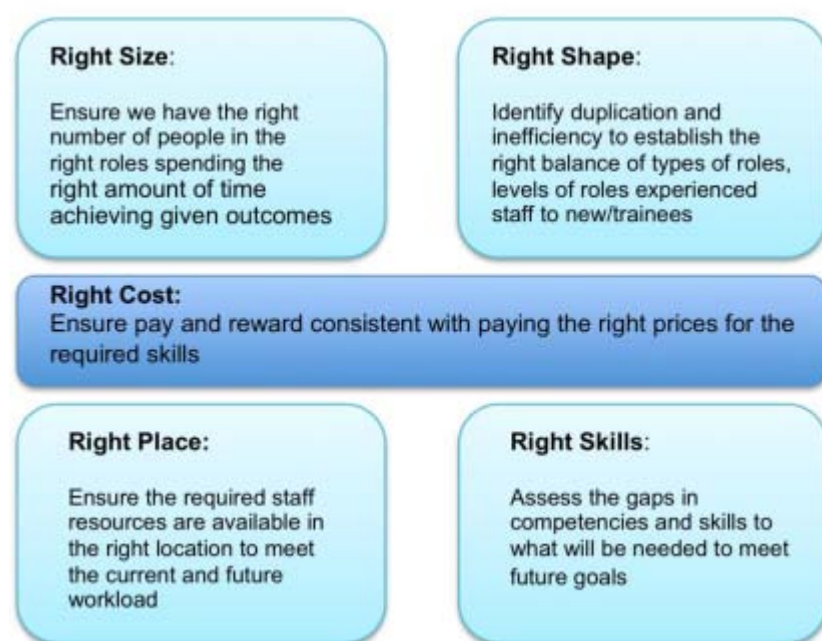 Right Size:
Ensure we have the right
number of people in the
right roles spending the
right amount of time
achieving given outcomes
Right Shape:
Identify duplication and
inefficiency to establish the
right balance of types of roles,
levels of roles experienced
staff to new/trainees
Right Cost:
Ensure pay and reward consistent with paying the right prices for the
required skills
Right Place:
Ensure the required staff
resources are available in
the right location to meet
the current and future
workload
Right Skills:
Assess the gaps in
competencies and skills to
what will be needed to meet
future goals